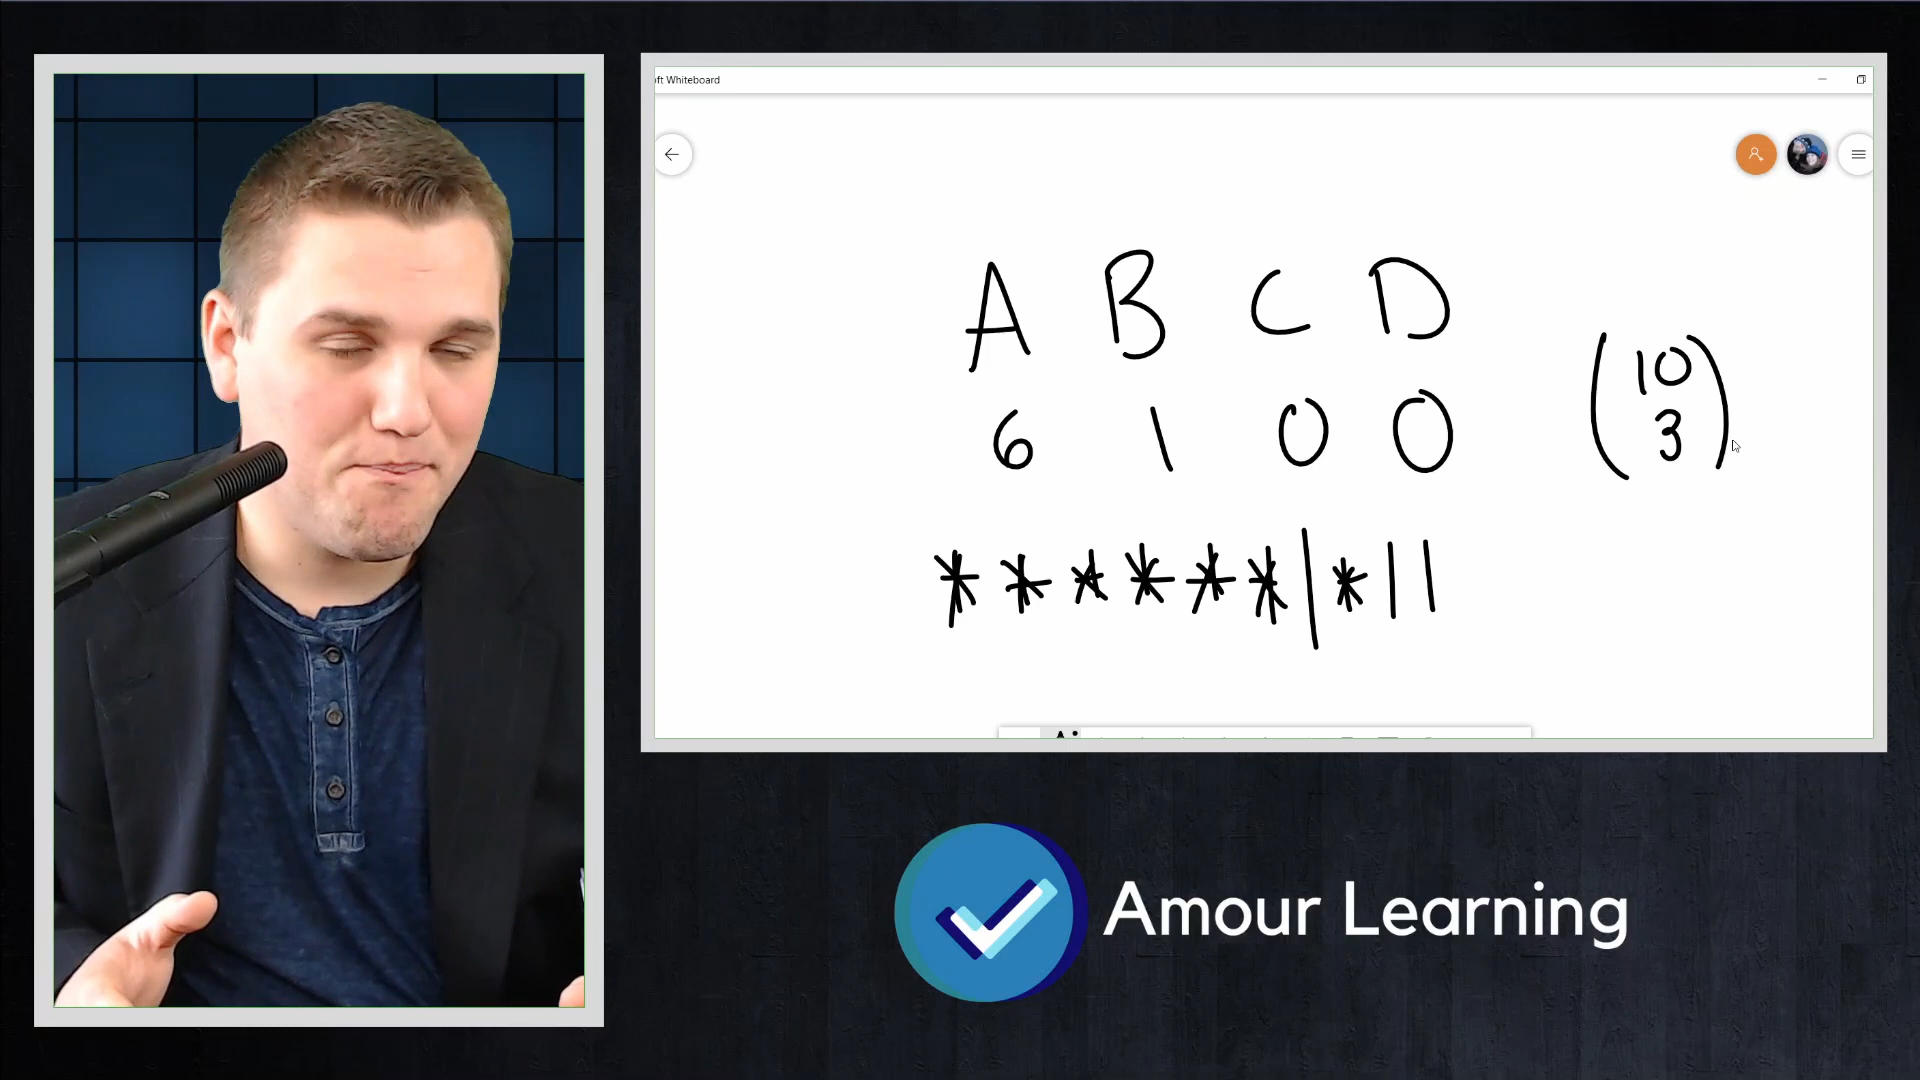 ft Whiteboard
A B C D
6 1 0 0
(10
3)
* * * * * * | * | |
Amour Learning